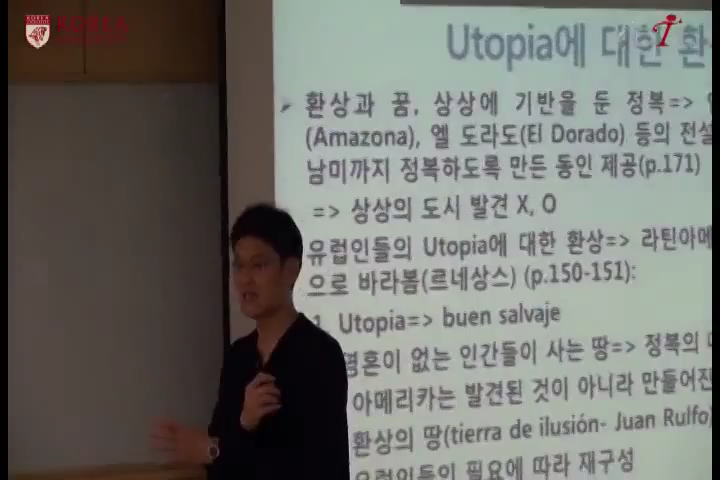 KOREA
Utopia에 대한 환
환상과 꿈, 상상에 기반을 둔 정복=>
(Amazona), 엘 도라도(El Dorado) 등의 전설
남미까지 정복하도록 만든 동인 제공(p.171)
=> 상상의 도시 발견 X, O
유럽인들의 Utopia에 대한 환상=> 라틴아메
으로 바라봄(르네상스) (p.150-151):
1. Utopia=> buen salvaje
영혼이 없는 인간들이 사는 땅=> 정복의
아메리카는 발견된 것이 아니라 만들어진
환상의 땅(tierra de ilusión- Juan Rulfo)
유럽인들의 필요에 따라 재구성